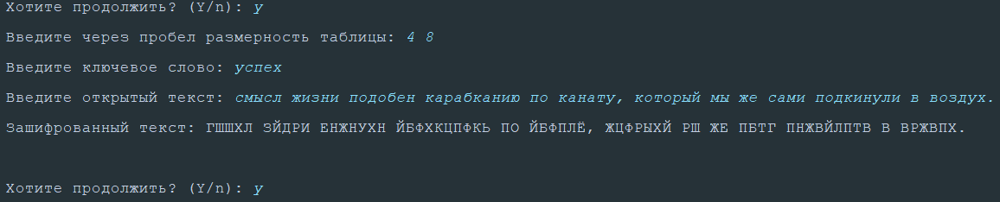 Хотите продолжить? (Y/n): y
Введите через пробел размерность таблицы: 4 8
Введите ключевое слово: успех
Введите открытый текст: смысл жизни подобен карабканию по канату, который мы же сами подкинули в воздух.
Зашифрованный текст: ГШШХЛ ЗЙДРИ ЕНЖНУХН ЙБФХКЦПФКЬ ПО ЙБФПЛЁ, ЖЦФРЫХЙ РШ ЖЕ ПБТГ ПНЖВЙЛПТВ В ВРЖВПХ.
Хотите продолжить? (Y/n): y